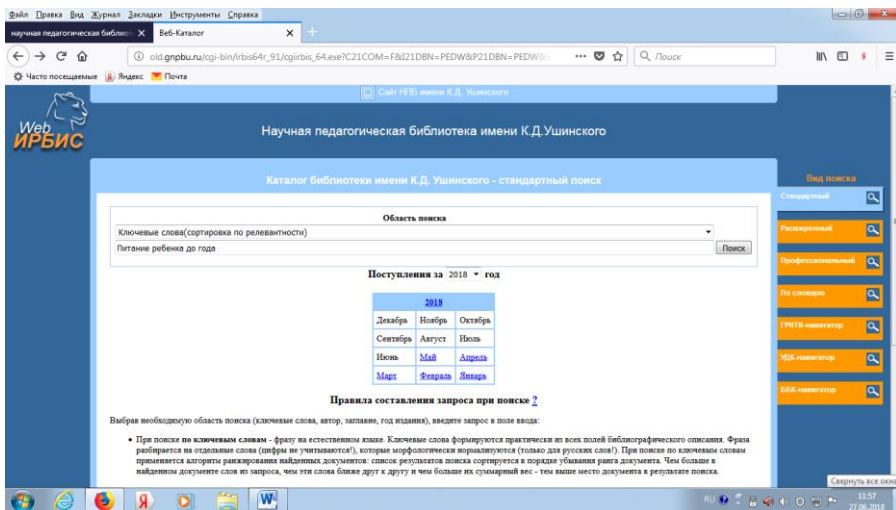 Файл Правка Вид Журнал Закладки Инструменты Справка
научная педагогическая библиот
Веб-Каталог
old.gnpbu.ru/cgi-bin/irbis64r_91/cgiirbis_64.exe?C21COM=F&I21DBN=PEDW&P21DBN=PEDW&S
Поиск
Часто посещаемые Яндекс Почта
Сайт НПБ имени К.Д. Ушинского
Web ИРБИС
Научная педагогическая библиотека имени К.Д.Ушинского
Каталог библиотеки имени К.Д. Ушинского - стандартный поиск
Вид поиска
Стандартный
Расширенный
Профессиональный
По словарю
ГРНТИ-навигатор
УДК-навигатор
ББК-навигатор
Область поиска
Ключевые слова(сортировка по релевантности)
Питание ребенка до года
Поиск
Поступления за 2018 год
2018
Декабрь Ноябрь Октябрь
Сентябрь Август Июль
Июнь Май Апрель
Март Февраль Январь
Правила составления запроса при поиске ?
Выбрав необходимую область поиска (ключевые слова, автор, заглавие, год издания), введите запрос в поле ввода:
• При поиске по ключевым словам - фразу на естественном языке. Ключевые слова формируются практически из всех полей библиографического описания. Фраза
разбирается на отдельные слова (цифры не учитываются!), которые морфологически нормализуются (только для русских слов!). При поиске по ключевым словам
применяется алгоритм ранжирования найденных документов: список результатов поиска сортируется в порядке убывания ранга документа. Чем больше в
найденном документе слов из запроса, чем эти слова ближе друг к другу и чем больше их суммарный вес - тем выше место документа в результате поиска.
Свернуть все окна
RU
11:57
27.06.2018